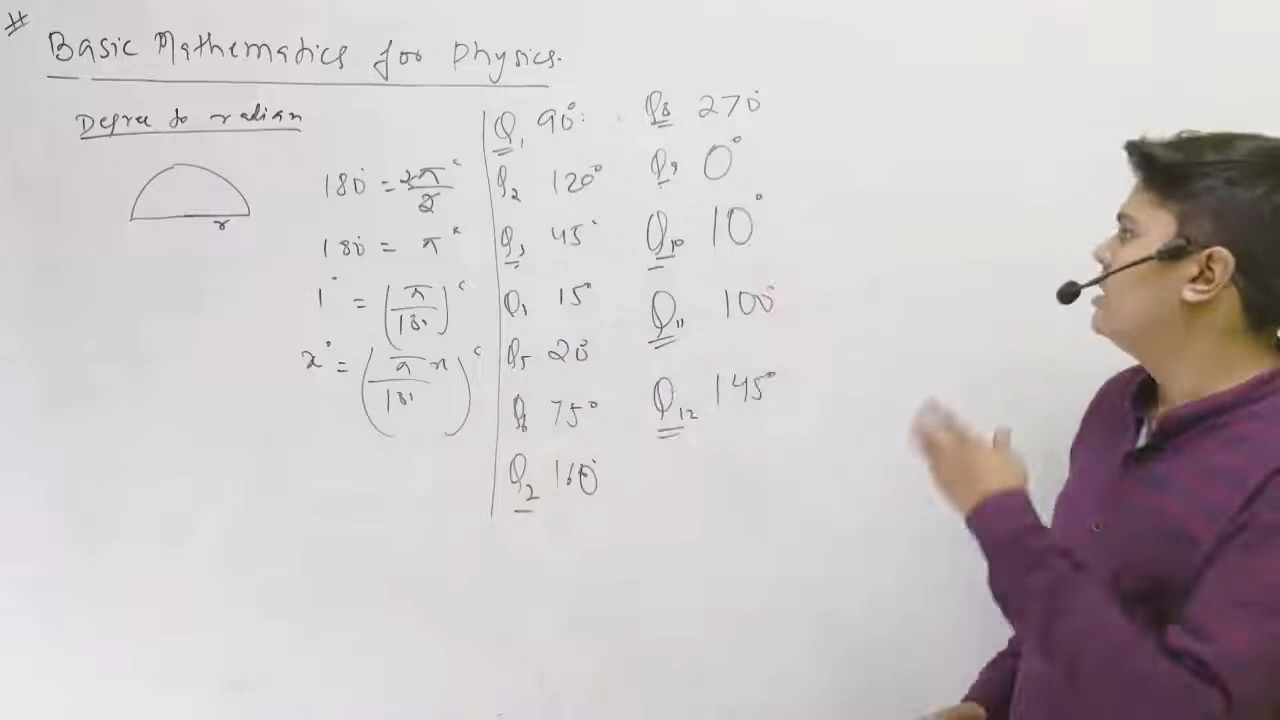 #
Basic Mathematics for Physics.
Degree to radian
r
180° = 2π/2 ᶜ
180° = πᶜ
1° = (π/180)ᶜ
x° = (π/180 x)ᶜ
Q1 90°
Q2 120°
Q3 45°
Q4 15°
Q5 20°
Q6 75°
Q7 160°
Q8 270°
Q9 0°
Q10 10°
Q11 100°
Q12 145°